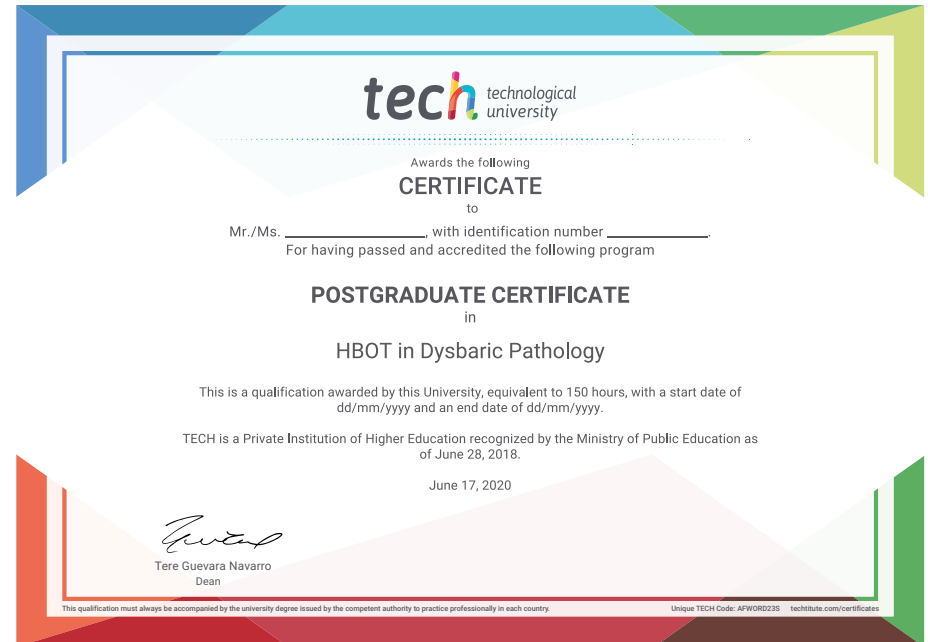 tech technological
university
Awards the following
CERTIFICATE
to
Mr./Ms. ____________, with identification number ____________.
For having passed and accredited the following program
POSTGRADUATE CERTIFICATE
in
HBOT in Dysbaric Pathology
This is a qualification awarded by this University, equivalent to 150 hours, with a start date of
dd/mm/yyyy and an end date of dd/mm/yyyy.
TECH is a Private Institution of Higher Education recognized by the Ministry of Public Education as
of June 28, 2018.
June 17, 2020
Tere Guevara Navarro
Dean
This qualification must always be accompanied by the university degree issued by the competent authority to practice professionally in each country. Unique TECH Code: AFWORD23S techtitute.com/certificates